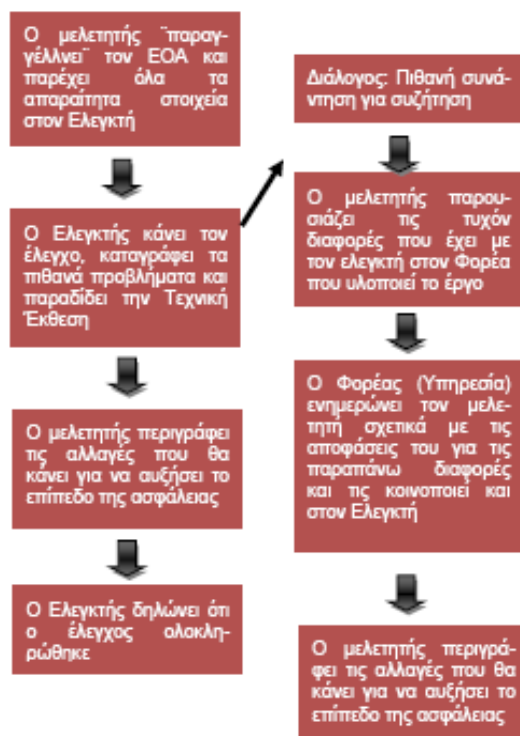 Ο μελετητής ¨παραγ-
γέλλνει¨ τον ΕΟΑ και
παρέχει όλα τα
απαραίτητα στοιχεία
στον Ελεγκτή
Ο Ελεγκτής κάνει τον
έλεγχο, καταγράφει τα
πιθανά προβλήματα και
παραδίδει την Τεχνική
Έκθεση
Ο μελετητής περιγράφει
τις αλλαγές που θα
κάνει για να αυξήσει το
επίπεδο της ασφάλειας
Ο Ελεγκτής δηλώνει ότι
ο έλεγχος ολοκλη-
ρώθηκε
Διάλογος: Πιθανή συνά-
ντηση για συζήτηση
Ο μελετητής παρου-
σιάζει τις τυχόν
διαφορές που έχει με
τον ελεγκτή στον Φορέα
που υλοποιεί το έργο
Ο Φορέας (Υπηρεσία)
ενημερώνει τον μελε-
τητή σχετικά με τις
αποφάσεις του για τις
παραπάνω διαφορές
και τις κοινοποιεί και
στον Ελεγκτή
Ο μελετητής περιγρά-
φει τις αλλαγές που θα
κάνει για να αυξήσει το
επίπεδο της ασφάλειας